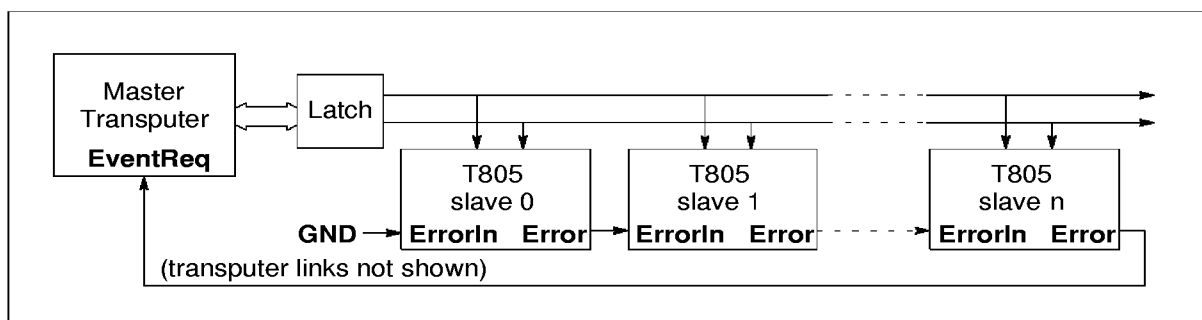 Master
Transputer
EventReq
Latch
T805
slave 0
ErrorIn Error
T805
slave 1
ErrorIn Error
T805
slave n
ErrorIn Error
GND
(transputer links not shown)